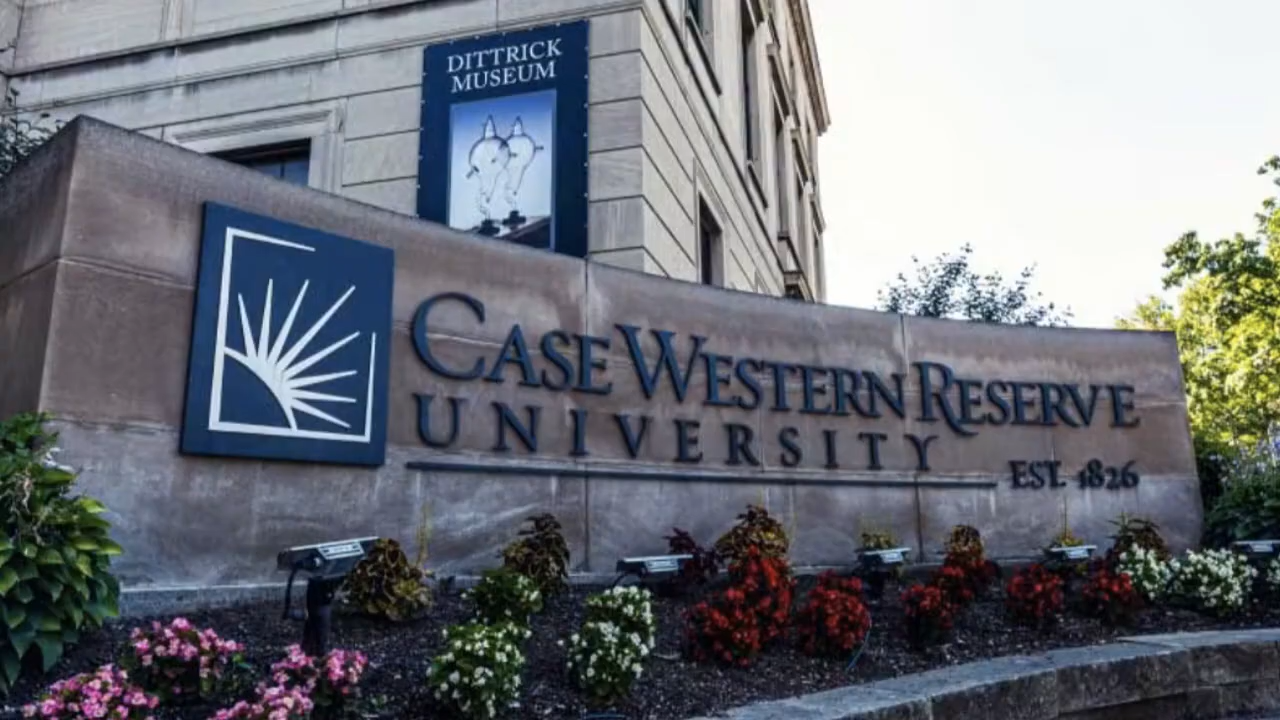 DITTRICK
MUSEUM
CASE WESTERN RESERVE
UNIVERSITY
EST. 1826